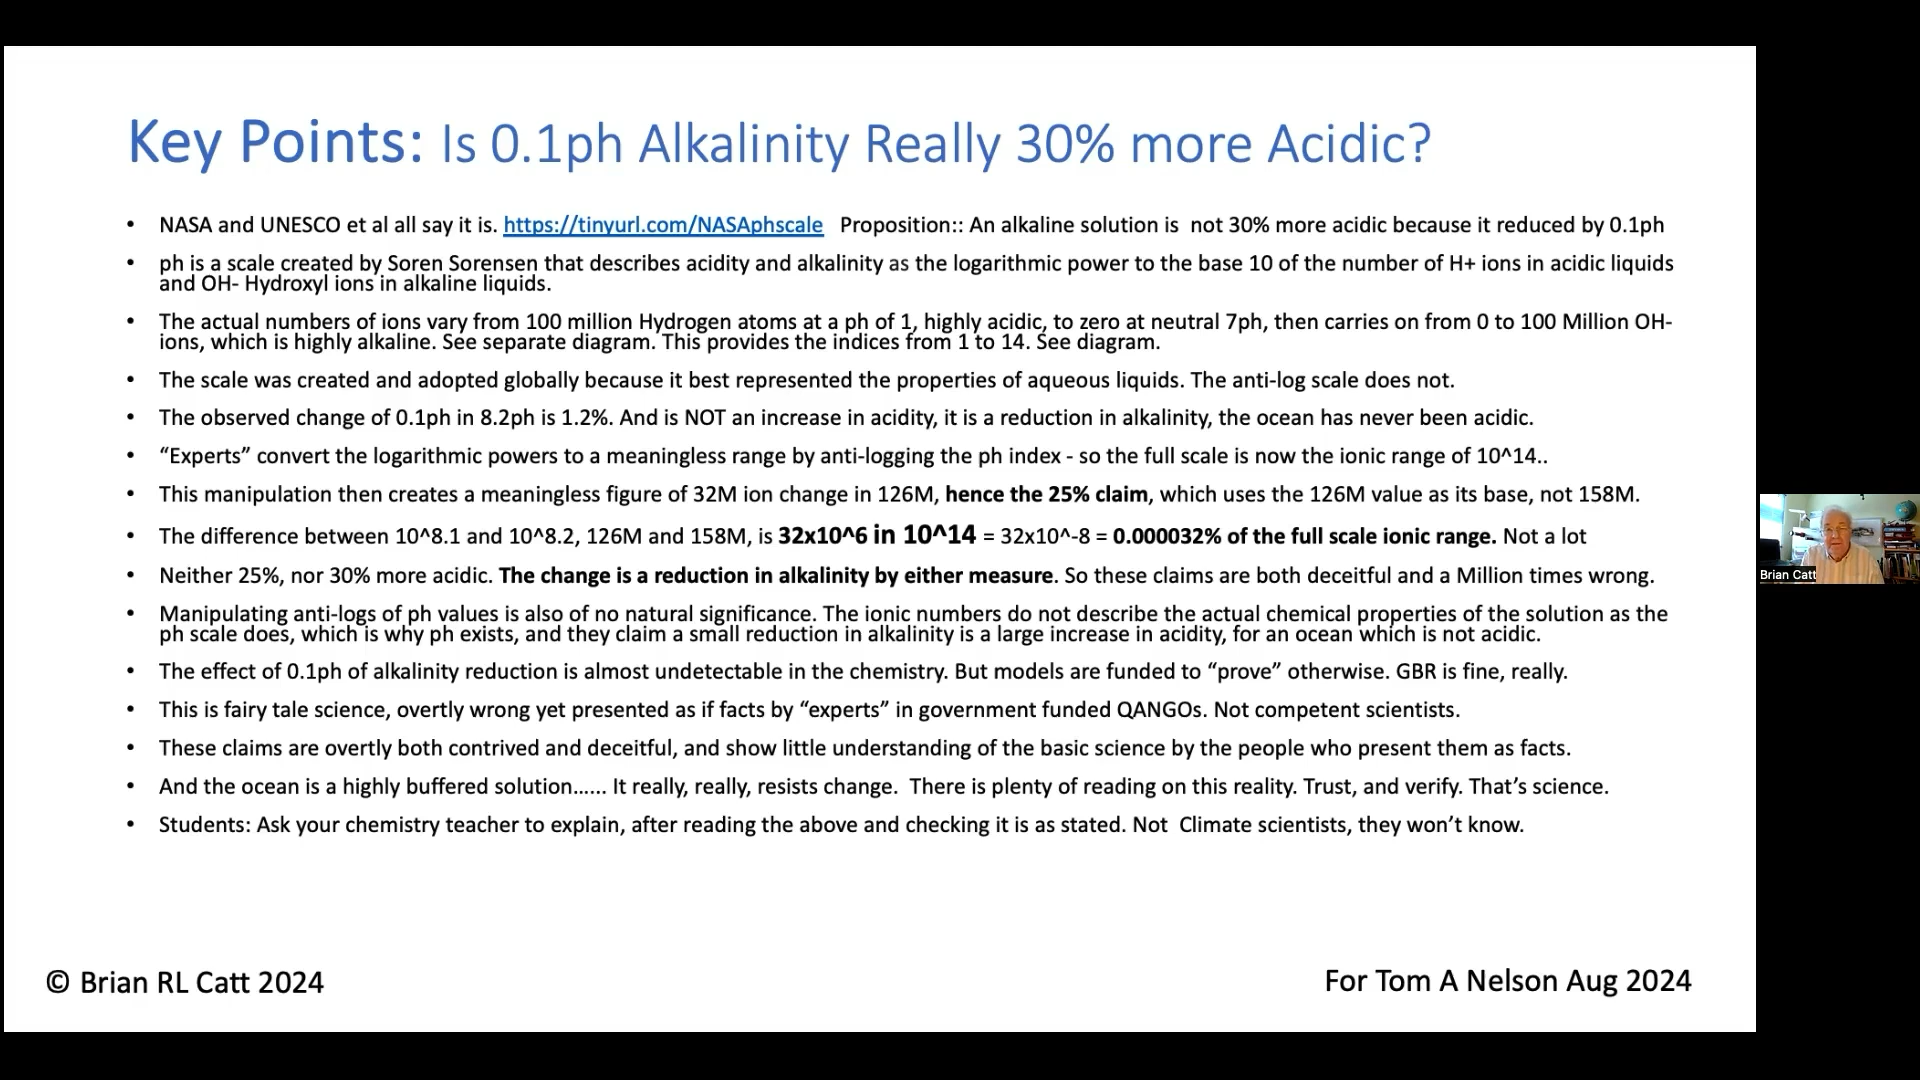 Key Points: Is 0.1ph Alkalinity Really 30% more Acidic?
• NASA and UNESCO et al all say it is. https://tinyurl.com/NASAphscale Proposition:: An alkaline solution is not 30% more acidic because it reduced by 0.1ph
• ph is a scale created by Soren Sorensen that describes acidity and alkalinity as the logarithmic power to the base 10 of the number of H+ ions in acidic liquids
and OH- Hydroxyl ions in alkaline liquids.
• The actual numbers of ions vary from 100 million Hydrogen atoms at a ph of 1, highly acidic, to zero at neutral 7ph, then carries on from 0 to 100 Million OH-
ions, which is highly alkaline. See separate diagram. This provides the indices from 1 to 14. See diagram.
• The scale was created and adopted globally because it best represented the properties of aqueous liquids. The anti-log scale does not.
• The observed change of 0.1ph in 8.2ph is 1.2%. And is NOT an increase in acidity, it is a reduction in alkalinity, the ocean has never been acidic.
• “Experts” convert the logarithmic powers to a meaningless range by anti-logging the ph index - so the full scale is now the ionic range of 10^14..
• This manipulation then creates a meaningless figure of 32M ion change in 126M, hence the 25% claim, which uses the 126M value as its base, not 158M.
• The difference between 10^8.1 and 10^8.2, 126M and 158M, is 32x10^6 in 10^14 = 32x10^-8 = 0.000032% of the full scale ionic range. Not a lot
• Neither 25%, nor 30% more acidic. The change is a reduction in alkalinity by either measure. So these claims are both deceitful and a Million times wrong.
• Manipulating anti-logs of ph values is also of no natural significance. The ionic numbers do not describe the actual chemical properties of the solution as the
ph scale does, which is why ph exists, and they claim a small reduction in alkalinity is a large increase in acidity, for an ocean which is not acidic.
• The effect of 0.1ph of alkalinity reduction is almost undetectable in the chemistry. But models are funded to “prove” otherwise. GBR is fine, really.
• This is fairy tale science, overtly wrong yet presented as if facts by “experts” in government funded QANGOs. Not competent scientists.
• These claims are overtly both contrived and deceitful, and show little understanding of the basic science by the people who present them as facts.
• And the ocean is a highly buffered solution…... It really, really, resists change. There is plenty of reading on this reality. Trust, and verify. That’s science.
• Students: Ask your chemistry teacher to explain, after reading the above and checking it is as stated. Not Climate scientists, they won’t know.
© Brian RL Catt 2024
For Tom A Nelson Aug 2024
Brian Catt